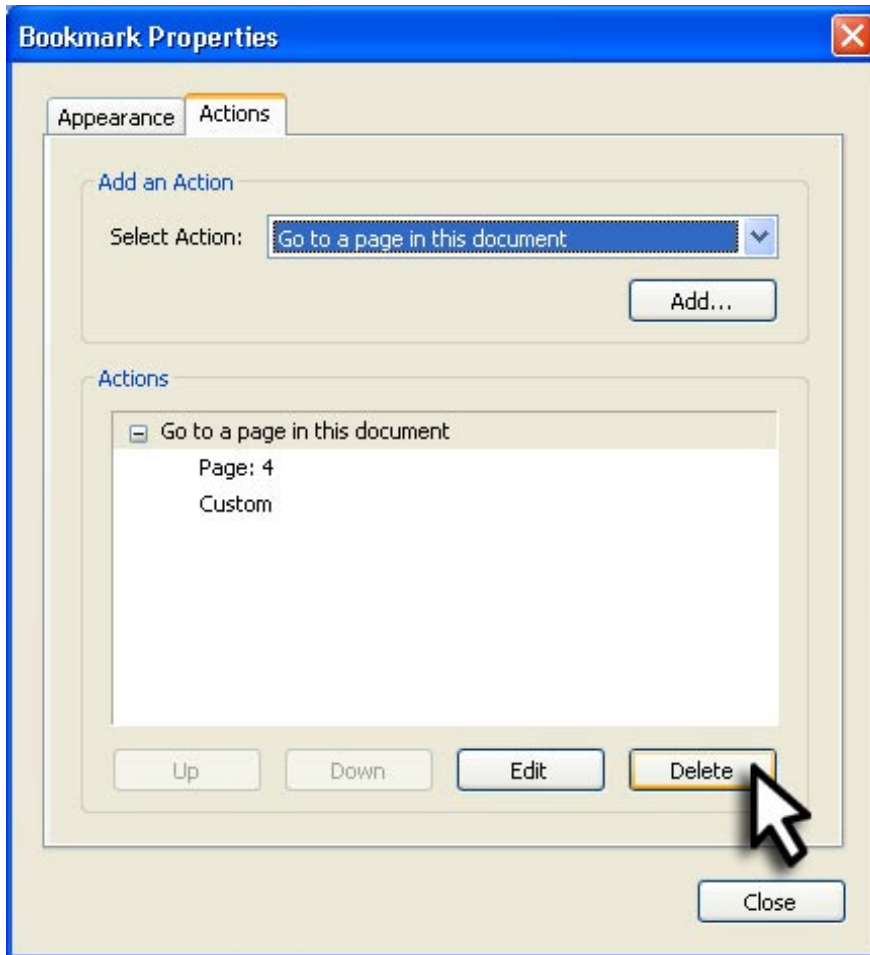 Bookmark Properties
Appearance Actions
Add an Action
Select Action: Go to a page in this document
Add...
Actions
Go to a page in this document
Page: 4
Custom
Up Down Edit Delete
Close